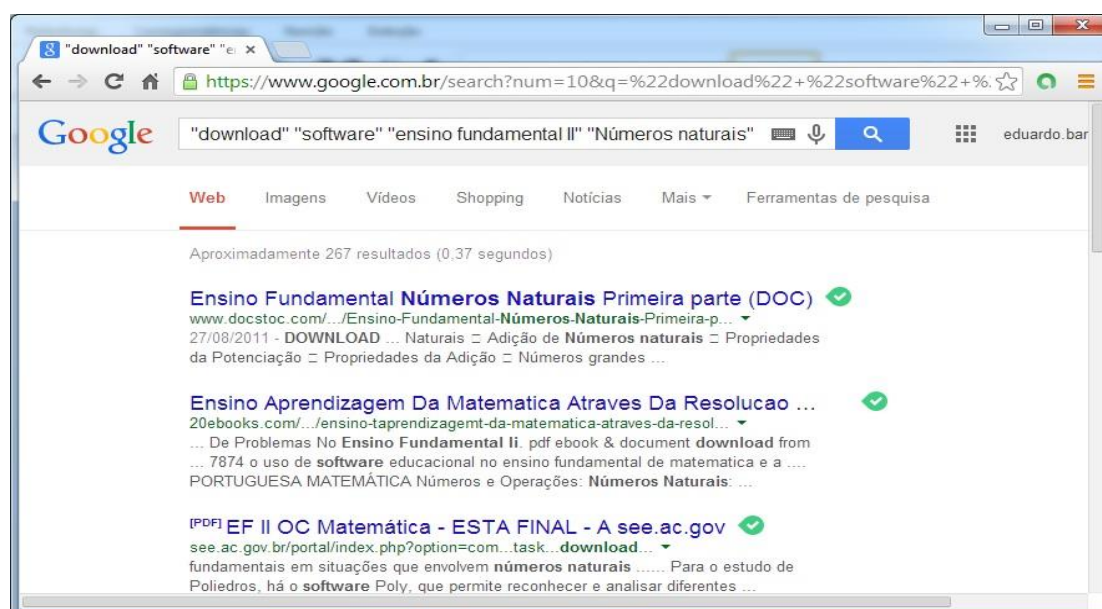 "download" "software" "e
https://www.google.com.br/search?num=10&q=%22download%22+%22software%22+%.
Google "download" "software" "ensino fundamental II" "Números naturais" eduardo.bar
Web Imagens Vídeos Shopping Notícias Mais Ferramentas de pesquisa
Aproximadamente 267 resultados (0,37 segundos)
Ensino Fundamental Números Naturais Primeira parte (DOC)
www.docstoc.com/.../Ensino-Fundamental-Números-Naturais-Primeira-p...
27/08/2011 - DOWNLOAD ... Naturais □ Adição de Números naturais □ Propriedades
da Potenciação □ Propriedades da Adição □ Números grandes ...
Ensino Aprendizagem Da Matematica Atraves Da Resolucao ...
20ebooks.com/.../ensino-taprendizagemt-da-matematica-atraves-da-resol...
... De Problemas No Ensino Fundamental Ii. pdf ebook & document download from
... 7874 o uso de software educacional no ensino fundamental de matematica e a ....
PORTUGUESA MATEMÁTICA Números e Operações: Números Naturais: ...
[PDF] EF II OC Matemática - ESTA FINAL - A see.ac.gov
see.ac.gov.br/portal/index.php?option=com...task...download...
fundamentais em situações que envolvem números naturais ...... Para o estudo de
Poliedros, há o software Poly, que permite reconhecer e analisar diferentes ...